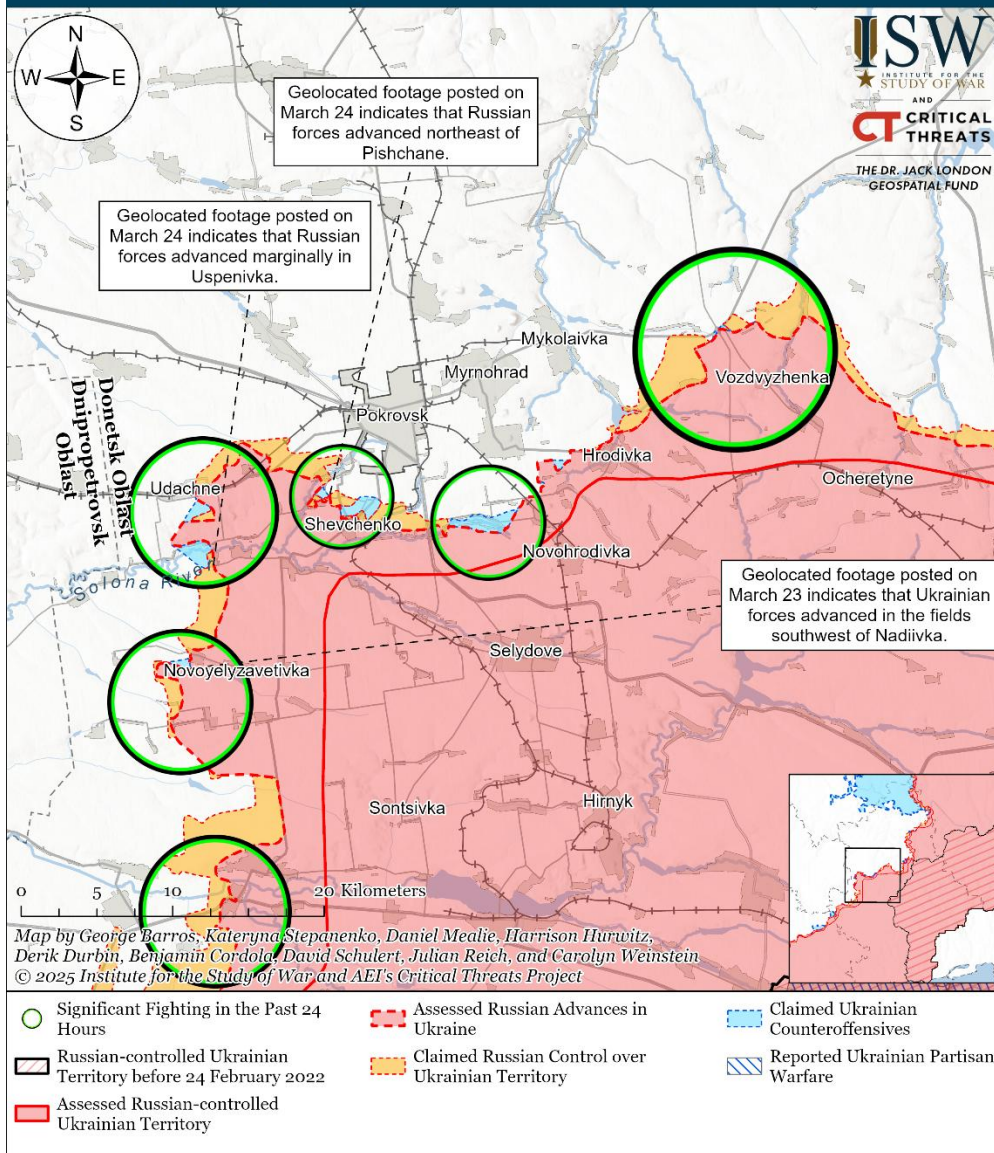 N
W
E
S
ISW
INSTITUTE FOR THE
STUDY OF WAR
AND
CT CRITICAL
THREATS
THE DR. JACK LONDON
GEOSPATIAL FUND
Geolocated footage posted on
March 24 indicates that Russian
forces advanced northeast of
Pishchane.
Geolocated footage posted on
March 24 indicates that Russian
forces advanced marginally in
Uspenivka.
Mykolaivka
Myrnohrad
Vozdvyzhenka
Pokrovsk
Donetsk Oblast
Dnipropetrovsk
Oblast
Hrodivka
Udachne
Ocheretyne
Shevchenko
Novohrodivka
Solona River
Geolocated footage posted on
March 23 indicates that Ukrainian
forces advanced in the fields
southwest of Nadiivka.
Selydove
Novoyelyzavetivka
Sontsivka
Hirnyk
0 5 10 20 Kilometers
Map by George Barros, Kateryna Stepanenko, Daniel Mealie, Harrison Hurwitz,
Derik Durbin, Benjamin Cordola, David Schulert, Julian Reich, and Carolyn Weinstein
© 2025 Institute for the Study of War and AEI's Critical Threats Project
Significant Fighting in the Past 24
Hours
Russian-controlled Ukrainian
Territory before 24 February 2022
Assessed Russian-controlled
Ukrainian Territory
Assessed Russian Advances in
Ukraine
Claimed Russian Control over
Ukrainian Territory
Claimed Ukrainian
Counteroffensives
Reported Ukrainian Partisan
Warfare